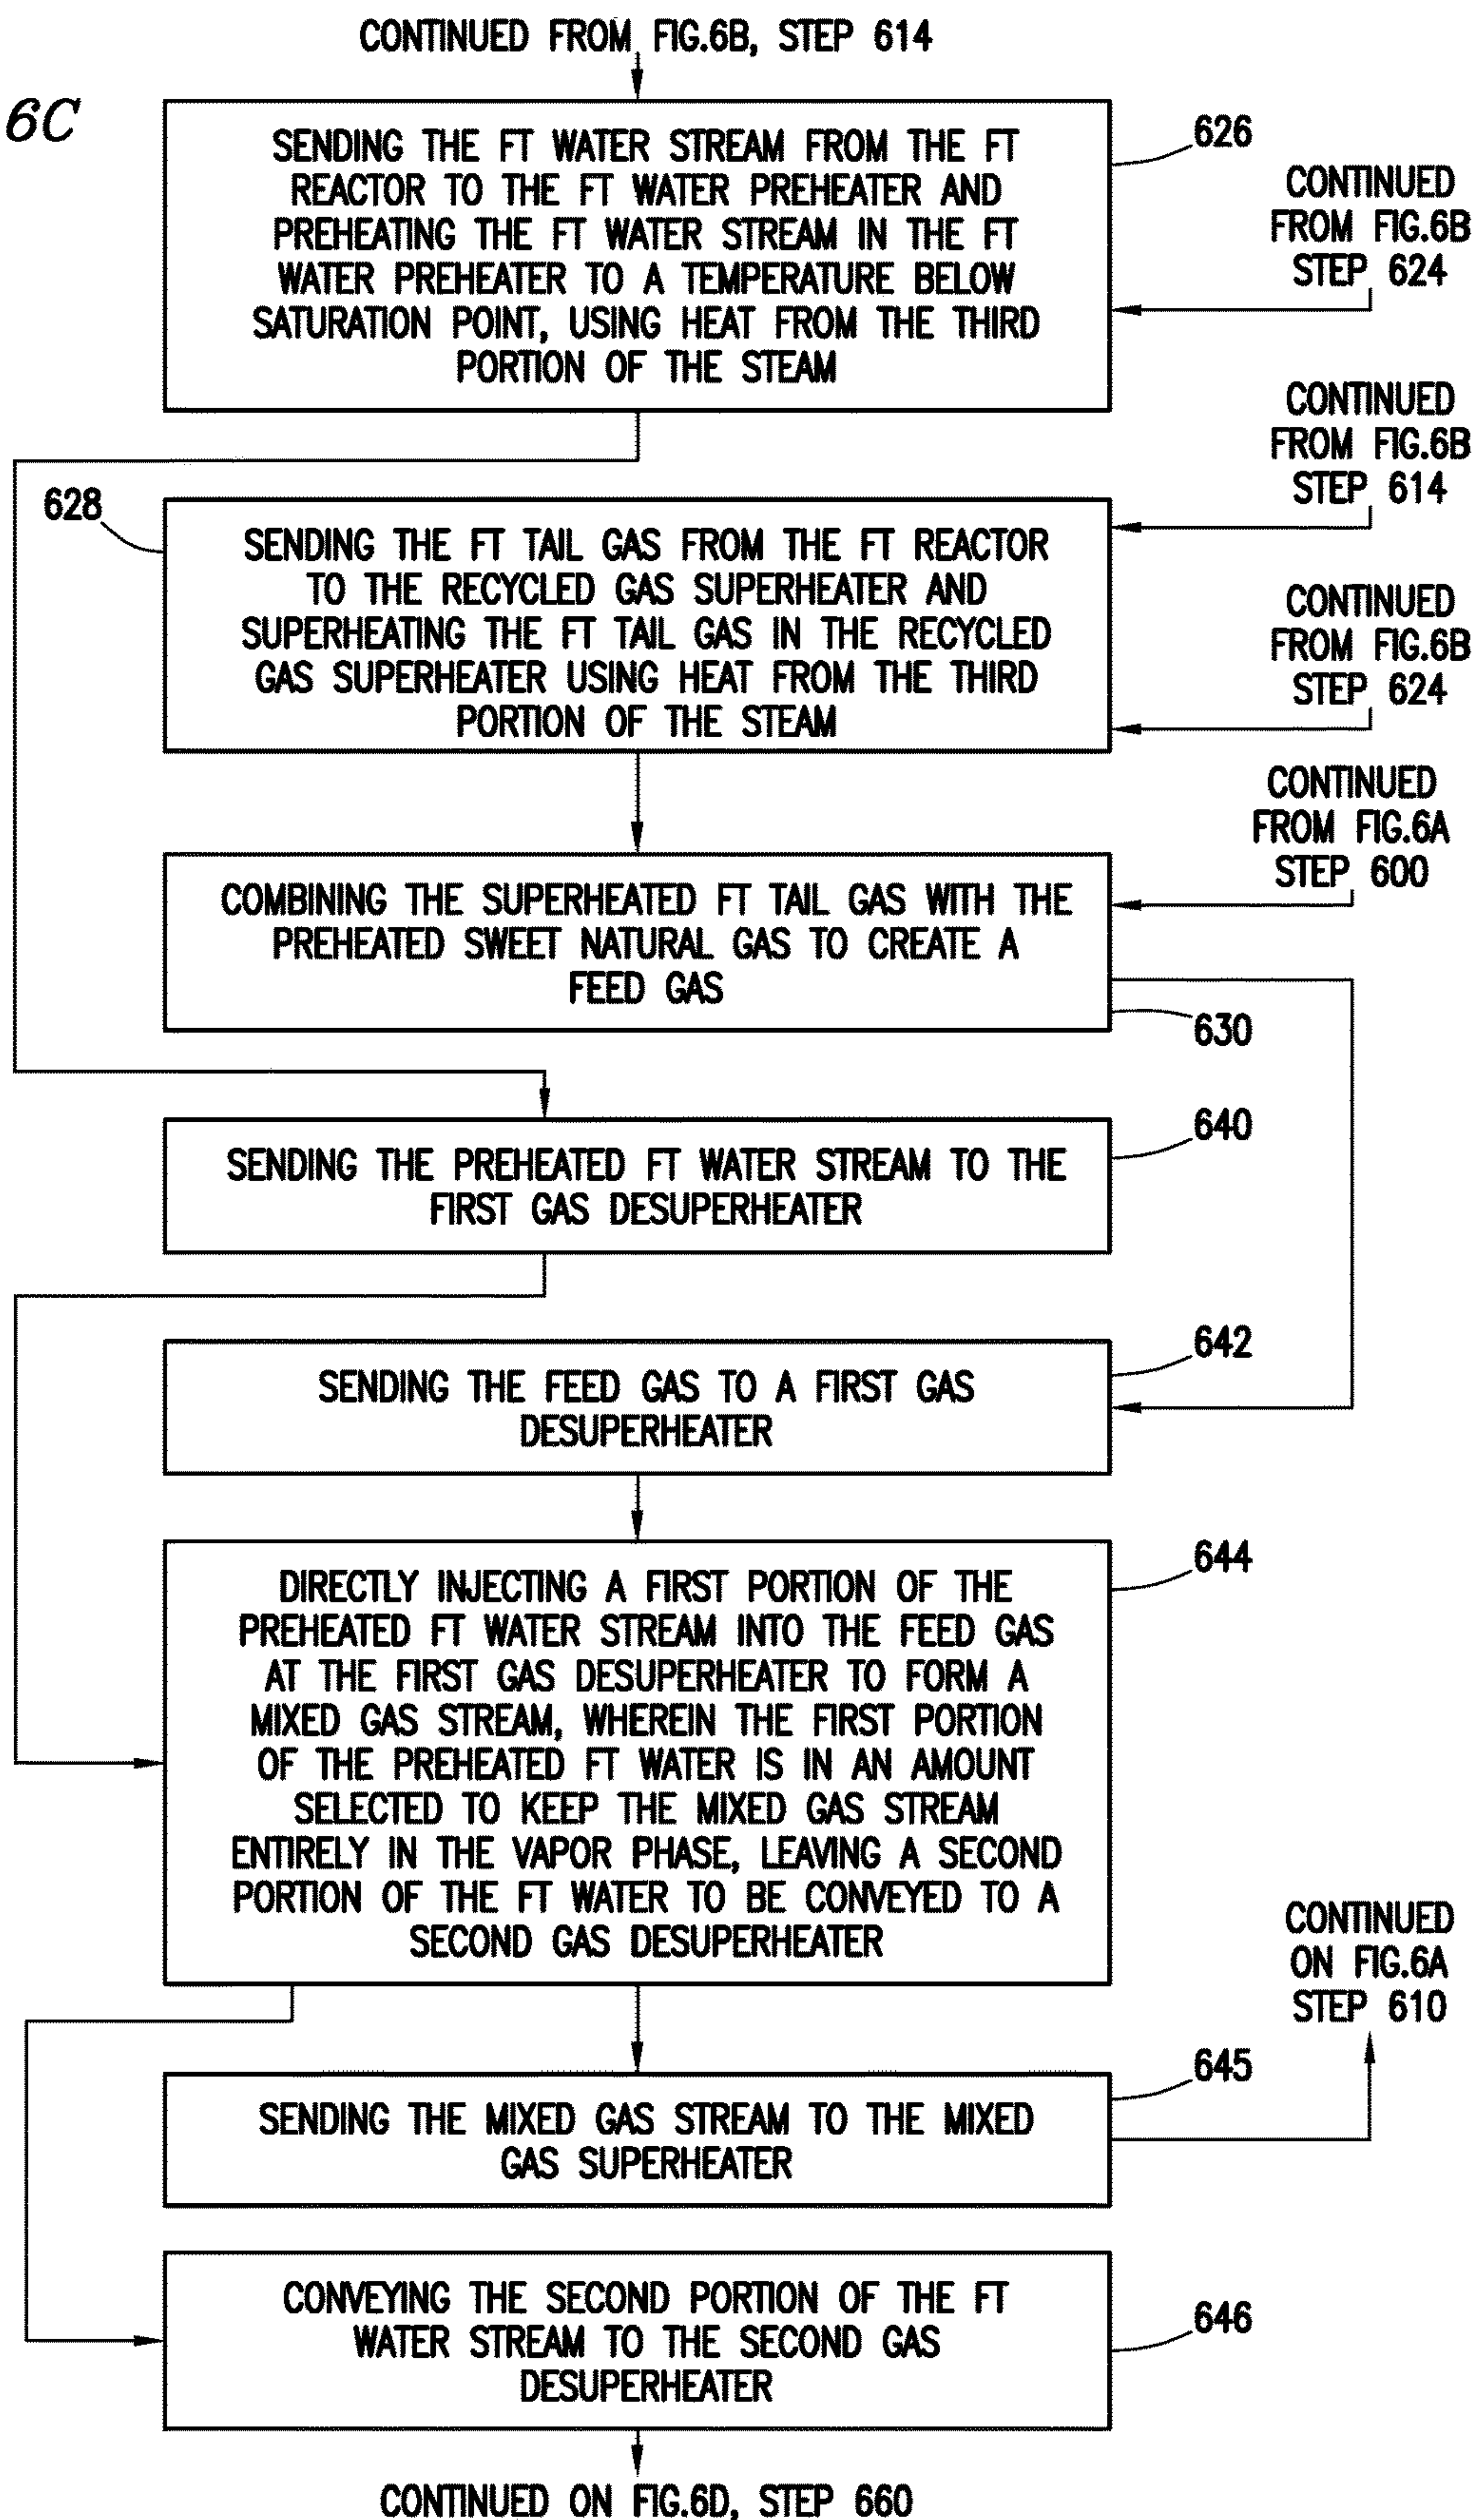 CONTINUED FROM FIG.6B, STEP 614
6C
SENDING THE FT WATER STREAM FROM THE FT
REACTOR TO THE FT WATER PREHEATER AND
PREHEATING THE FT WATER STREAM IN THE FT
WATER PREHEATER TO A TEMPERATURE BELOW
SATURATION POINT, USING HEAT FROM THE THIRD
PORTION OF THE STEAM
626
CONTINUED
FROM FIG.6B
STEP 624
CONTINUED
FROM FIG.6B
STEP 614
628
SENDING THE FT TAIL GAS FROM THE FT REACTOR
TO THE RECYCLED GAS SUPERHEATER AND
SUPERHEATING THE FT TAIL GAS IN THE RECYCLED
GAS SUPERHEATER USING HEAT FROM THE THIRD
PORTION OF THE STEAM
CONTINUED
FROM FIG.6B
STEP 624
CONTINUED
FROM FIG.6A
STEP 600
COMBINING THE SUPERHEATED FT TAIL GAS WITH THE
PREHEATED SWEET NATURAL GAS TO CREATE A
FEED GAS
630
640
SENDING THE PREHEATED FT WATER STREAM TO THE
FIRST GAS DESUPERHEATER
642
SENDING THE FEED GAS TO A FIRST GAS
DESUPERHEATER
644
DIRECTLY INJECTING A FIRST PORTION OF THE
PREHEATED FT WATER STREAM INTO THE FEED GAS
AT THE FIRST GAS DESUPERHEATER TO FORM A
MIXED GAS STREAM, WHEREIN THE FIRST PORTION
OF THE PREHEATED FT WATER IS IN AN AMOUNT
SELECTED TO KEEP THE MIXED GAS STREAM
ENTIRELY IN THE VAPOR PHASE, LEAVING A SECOND
PORTION OF THE FT WATER TO BE CONVEYED TO A
SECOND GAS DESUPERHEATER
CONTINUED
ON FIG.6A
STEP 610
645
SENDING THE MIXED GAS STREAM TO THE MIXED
GAS SUPERHEATER
CONVEYING THE SECOND PORTION OF THE FT
WATER STREAM TO THE SECOND GAS
DESUPERHEATER
646
CONTINUED ON FIG.6D, STEP 660